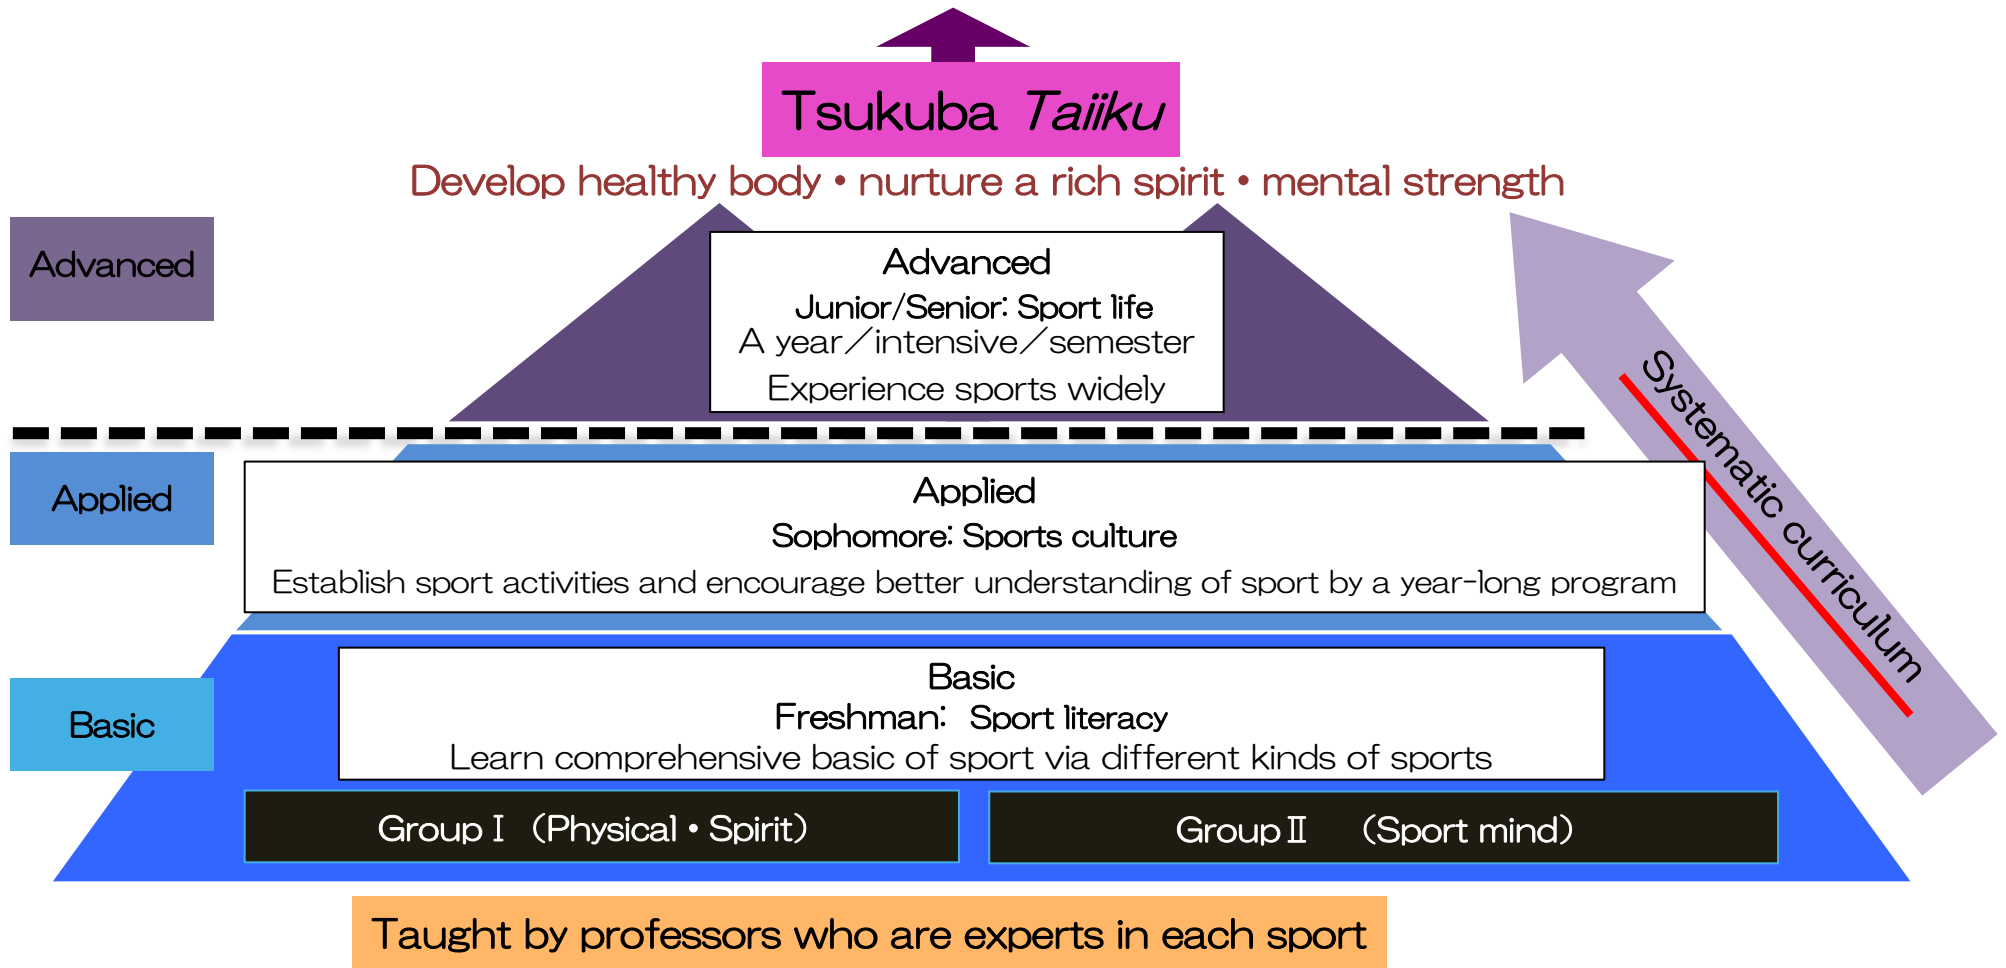 Tsukuba Taiiku
Develop healthy body・nurture a rich spirit・mental strength
Advanced
Advanced
Junior/Senior: Sport life
A year／intensive／semester
Experience sports widely
Systematic curriculum
Applied
Applied
Sophomore: Sports culture
Establish sport activities and encourage better understanding of sport by a year-long program
Basic
Basic
Freshman: Sport literacy
Learn comprehensive basic of sport via different kinds of sports
GroupⅠ（Physical・Spirit）
GroupⅡ （Sport mind）
Taught by professors who are experts in each sport